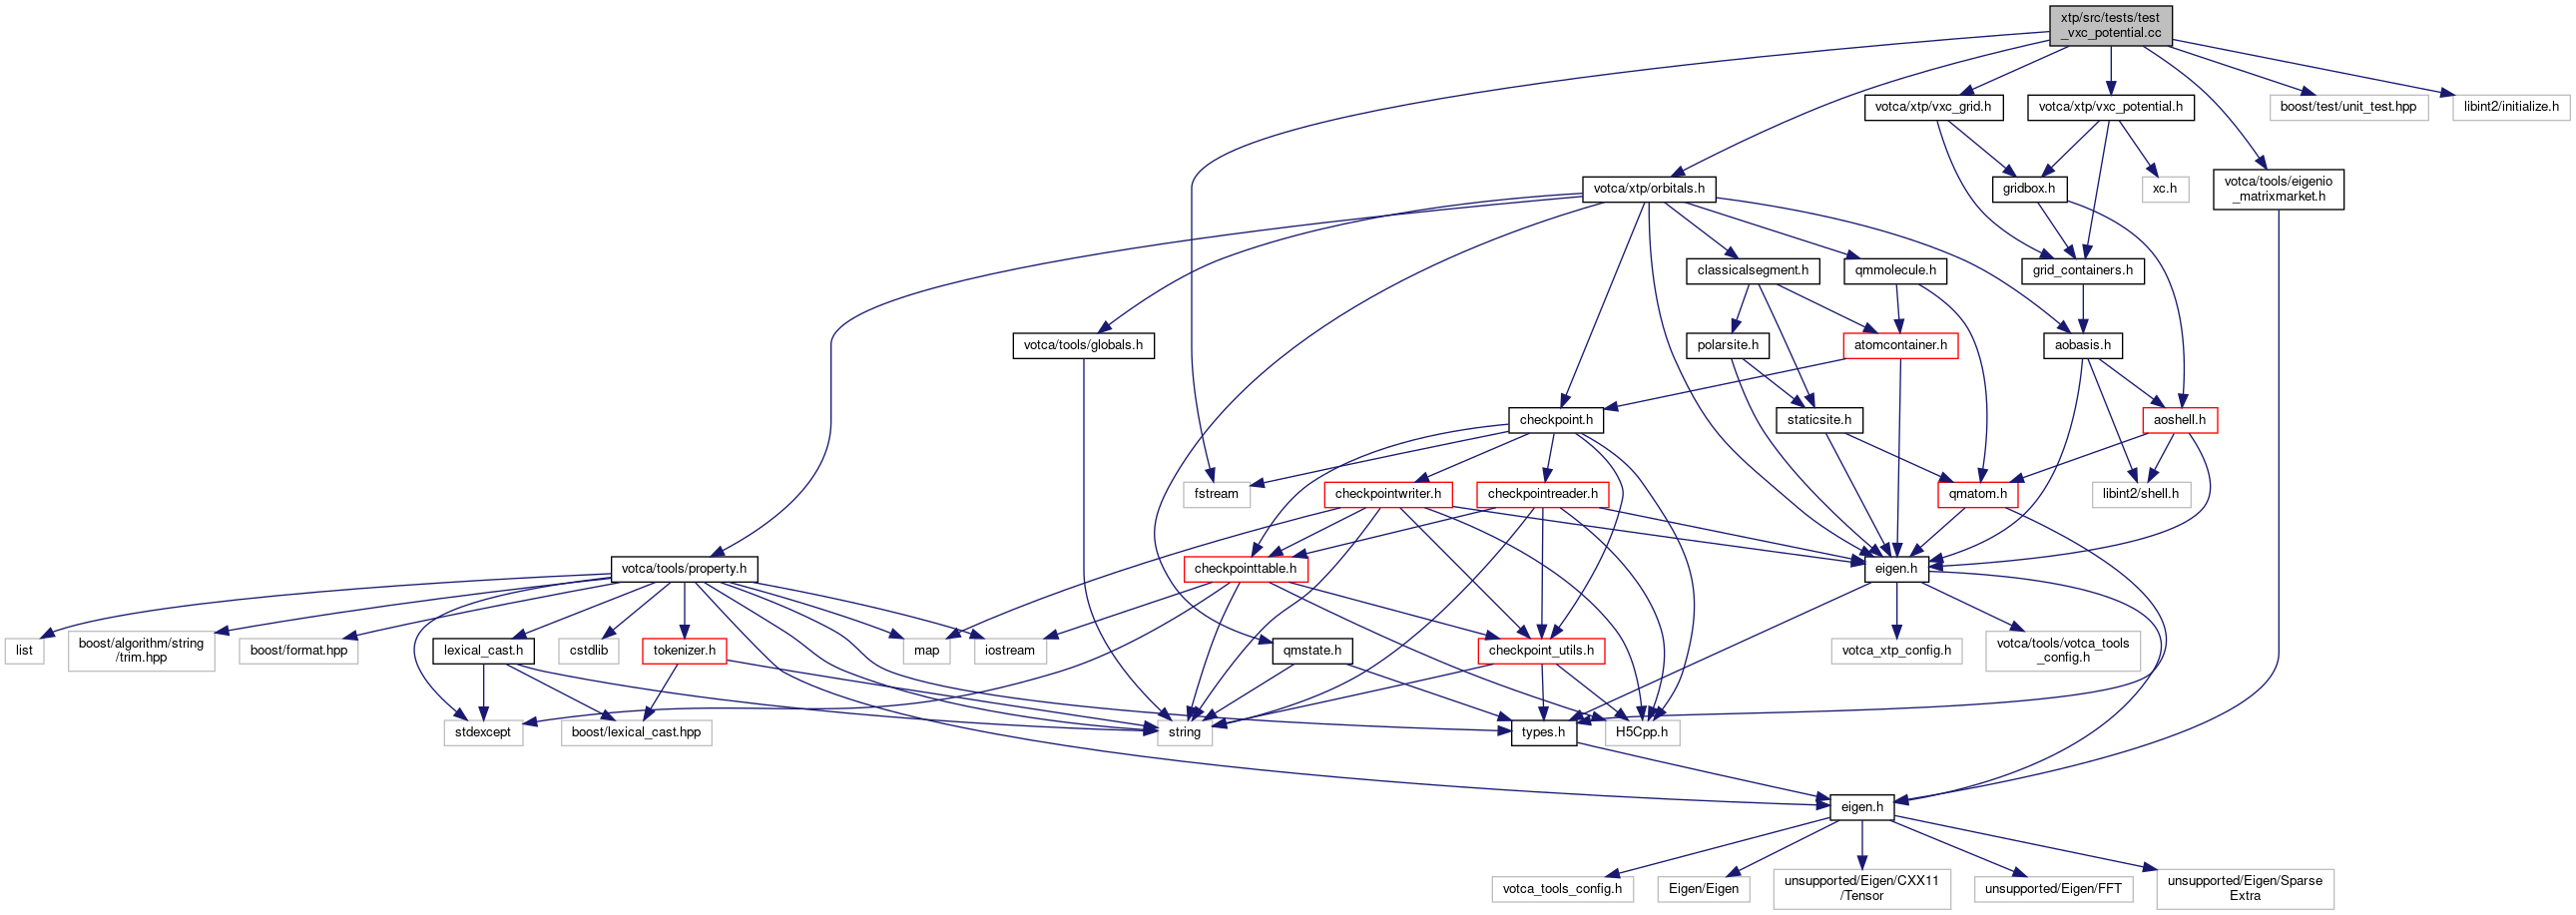 xtp/src/tests/test
_vxc_potential.cc
votca/xtp/vxc_grid.h
votca/xtp/vxc_potential.h
boost/test/unit_test.hpp
libint2/initialize.h
votca/xtp/orbitals.h
gridbox.h
xc.h
votca/tools/eigenio
_matrixmarket.h
classicalsegment.h
qmmolecule.h
grid_containers.h
votca/tools/globals.h
polarsite.h
atomcontainer.h
aobasis.h
checkpoint.h
staticsite.h
aoshell.h
fstream
checkpointwriter.h
checkpointreader.h
qmatom.h
libint2/shell.h
votca/tools/property.h
checkpointtable.h
eigen.h
list
boost/algorithm/string
/trim.hpp
boost/format.hpp
lexical_cast.h
cstdlib
tokenizer.h
map
iostream
qmstate.h
checkpoint_utils.h
votca_xtp_config.h
votca/tools/votca_tools
_config.h
stdexcept
boost/lexical_cast.hpp
string
types.h
H5Cpp.h
eigen.h
votca_tools_config.h
Eigen/Eigen
unsupported/Eigen/CXX11
/Tensor
unsupported/Eigen/FFT
unsupported/Eigen/Sparse
Extra